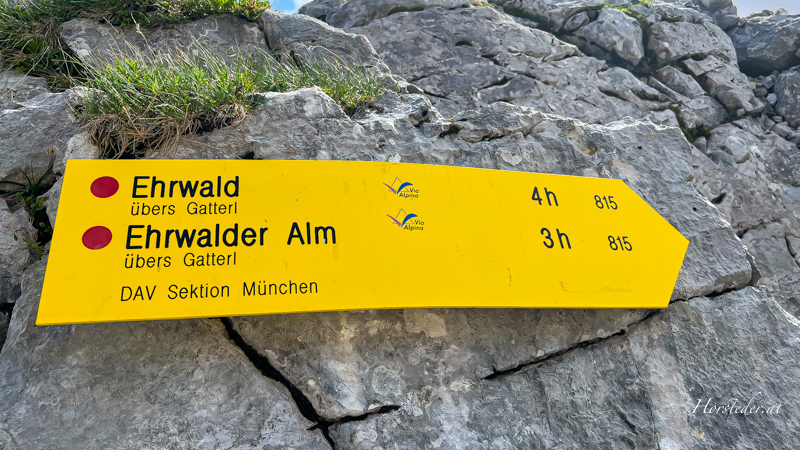 Ehrwald Via Alpina 4h 815
übers Gatterl
Ehrwalder Alm Via Alpina 3h 815
übers Gatterl
DAV Sektion München
Horsteder.at